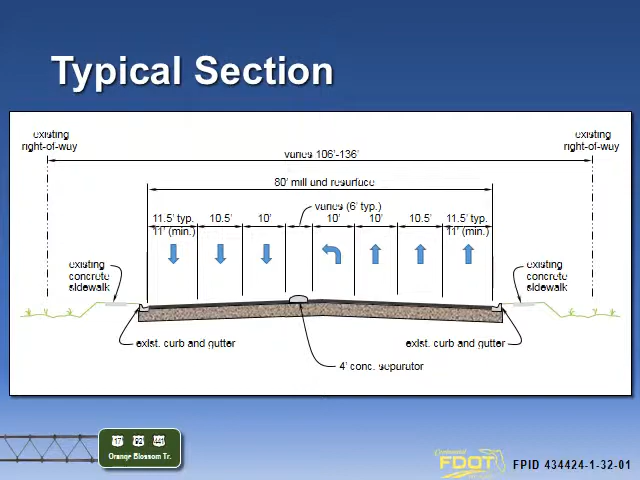 Typical Section
existing
right-of-way
existing
right-of-way
varies 106'-136'
80' mill and resurface
varies (6' typ.)
11.5' typ.
11' (min.)
10.5'
10'
10'
10'
10.5'
11.5' typ.
11' (min.)
existing
concrete
sidewalk
existing
concrete
sidewalk
exist. curb and gutter
exist. curb and gutter
4' conc. separator
17 92 441
Orange Blossom Tr.
FDOT
FPID 434424-1-32-01